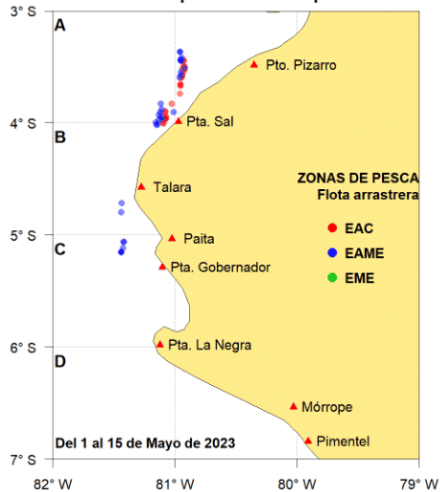 3° S
A
Pto. Pizarro
4° S
Pta. Sal
B
ZONAS DE PESCA
Flota arrastrera
Talara
EAC
5° S
Paita
EAME
C
Pta. Gobernador
EME
6° S
Pta. La Negra
D
Mórrope
Del 1 al 15 de Mayo de 2023
Pimentel
7° S
82° W
81° W
80° W
79° W